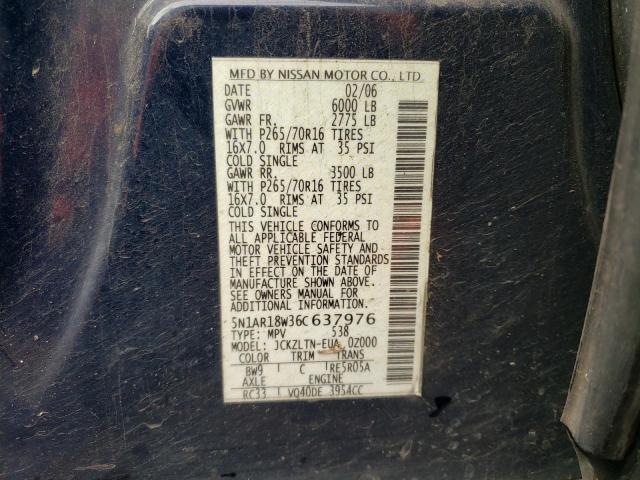 MFD BY NISSAN MOTOR CO., LTD
DATE 02/06
GVWR 6000 LB
GAWR FR. 2775 LB
WITH P265/70R16 TIRES
16X7.0 RIMS AT 35 PSI
COLD SINGLE
GAWR RR. 3500 LB
WITH P265/70R16 TIRES
16X7.0 RIMS AT 35 PSI
COLD SINGLE
THIS VEHICLE CONFORMS TO
ALL APPLICABLE FEDERAL
MOTOR VEHICLE SAFETY AND
THEFT PREVENTION STANDARDS
IN EFFECT ON THE DATE OF
MANUFACTURE SHOWN ABOVE.
SEE OWNERS MANUAL FOR
ADDITIONAL INFORMATION.
5N1AR18W36C637976
TYPE: MPV 538
MODEL: JCKZLTN-EUA 02000
COLOR TRIM TRANS
BW9 C RE5R05A
AXLE ENGINE
RC33 VQ40DE 3954CC